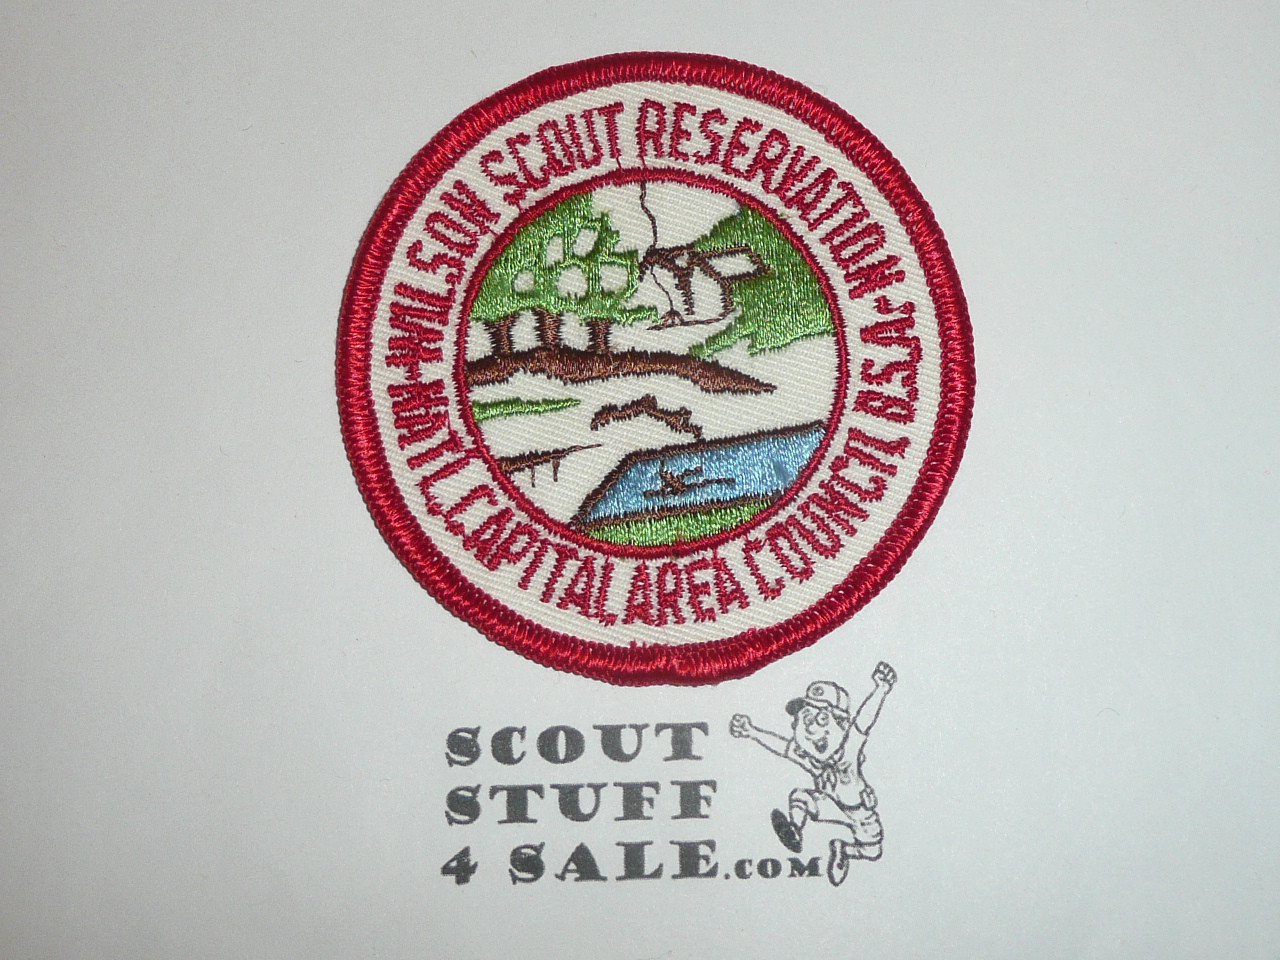 WILSON SCOUT RESERVATION - V.S.A.
NAT'L CAPITAL AREA COUNCIL B.S.A.
SCOUT
STUFF
4 SALE.COM